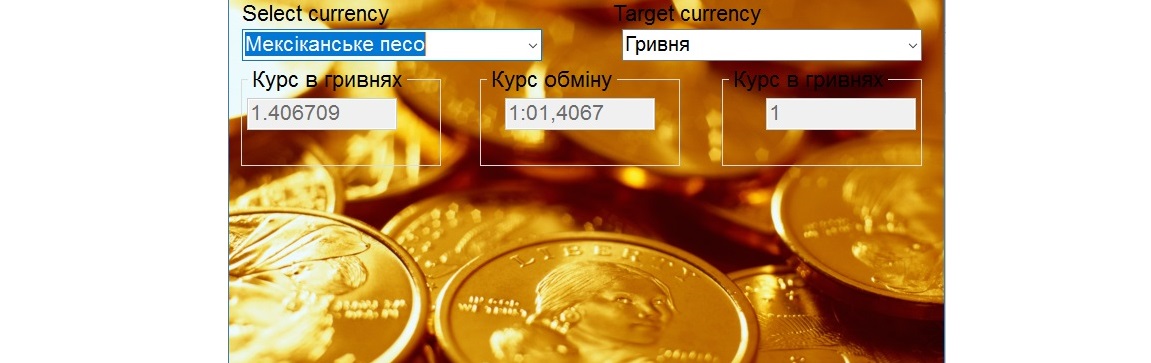 Select currency
Target currency
Мексіканське песо
Гривня
Курс в гривнях
Курс обміну
Курс в гривнях
1.406709
1:01,4067
1
LIBERTY